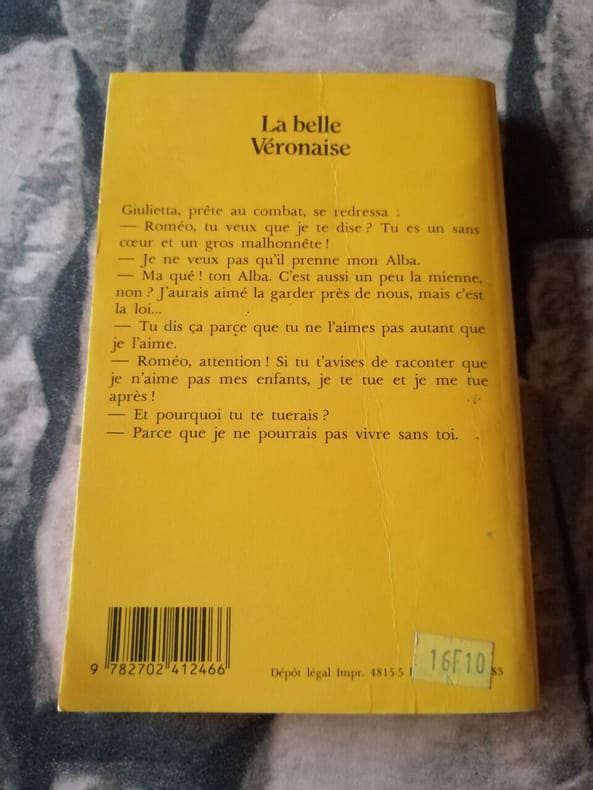 La belle
Véronaise
Giulietta, prête au combat, se redressa :
— Roméo, tu veux que je te dise ? Tu es un sans
cœur et un gros malhonnête !
— Je ne veux pas qu'il prenne mon Alba.
— Ma qué ! ton Alba. C'est aussi un peu la mienne,
non ? J'aurais aimé la garder près de nous, mais c'est
la loi...
— Tu dis ça parce que tu ne l'aimes pas autant que
je l'aime.
— Roméo, attention ! Si tu t'avises de raconter que
je n'aime pas mes enfants, je te tue et je me tue
après !
— Et pourquoi tu te tuerais ?
— Parce que je ne pourrais pas vivre sans toi.
9 782702 412466
Dépôt légal Impr. 4815-5
16F10